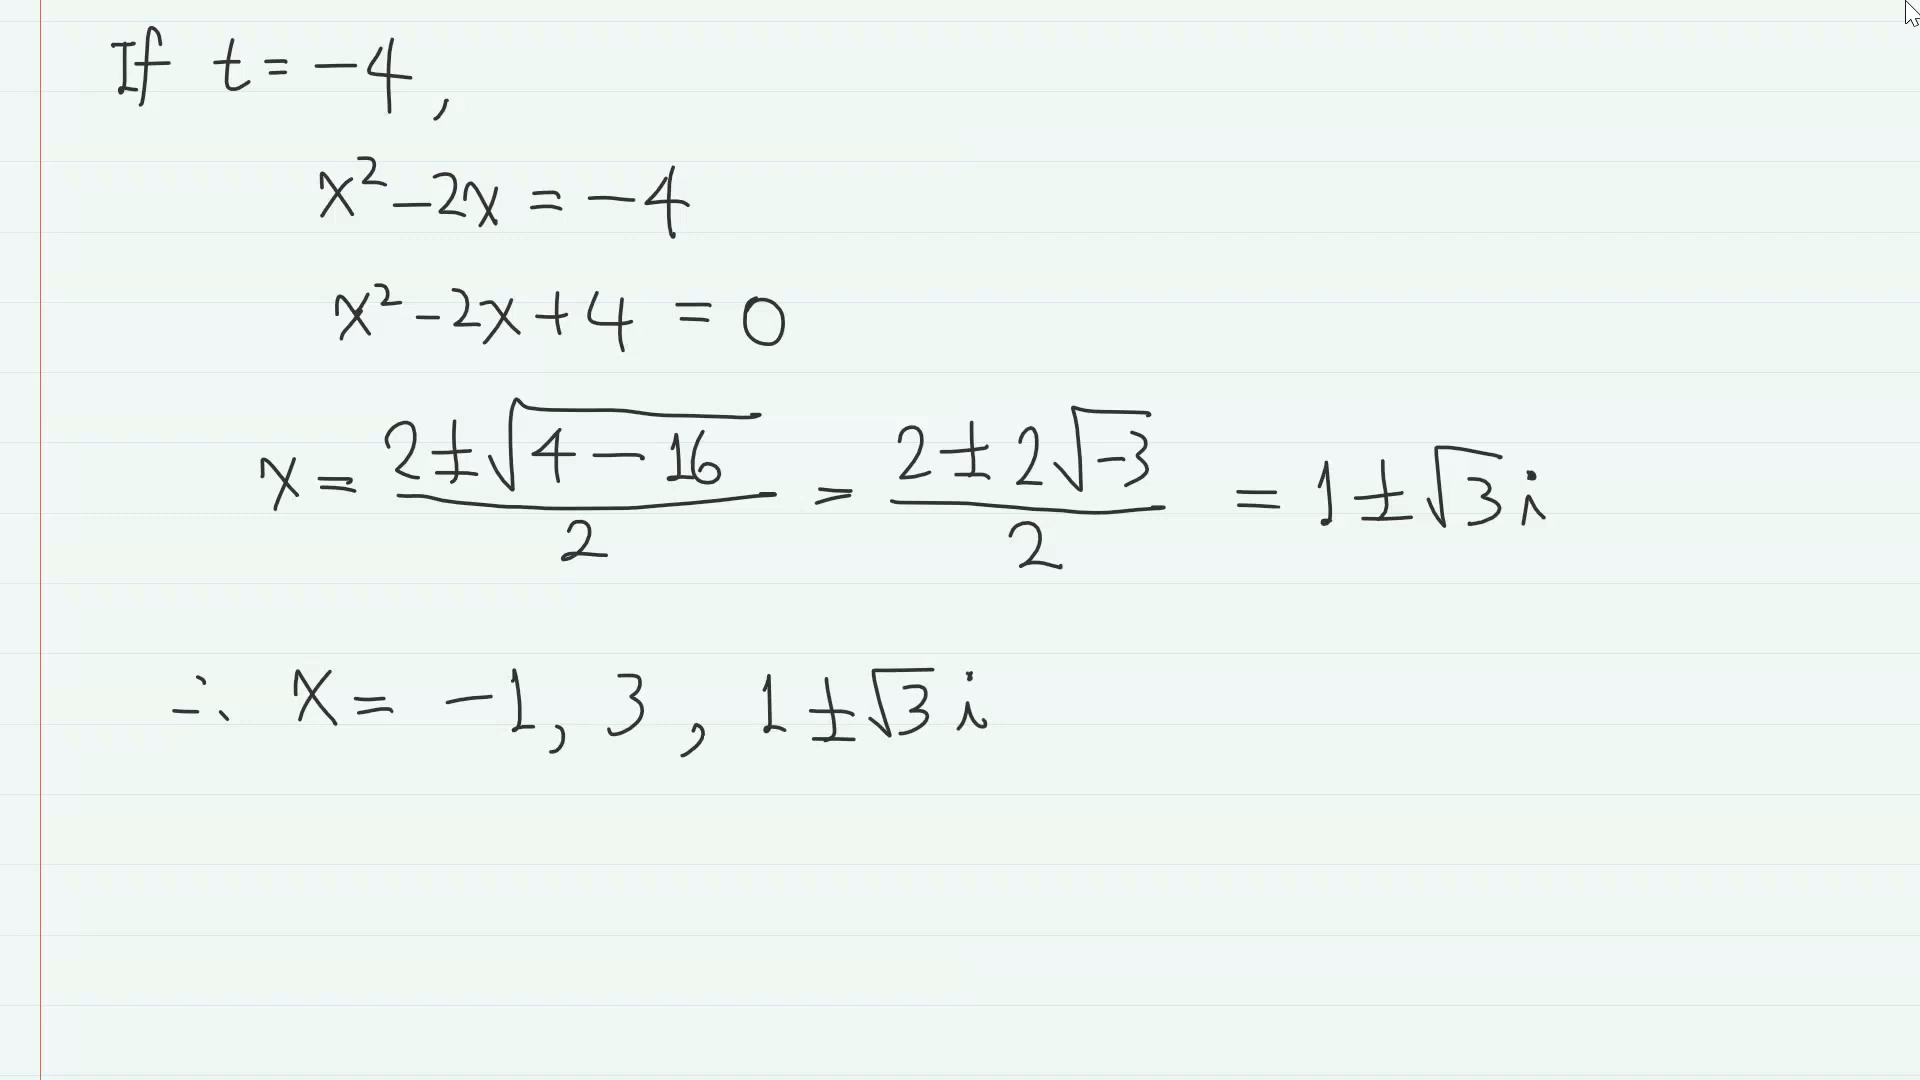 If t = -4,
x² - 2x = -4
x² - 2x + 4 = 0
x = (2 ± √(4 - 16))/2 = (2 ± 2√(-3))/2 = 1 ± √3 i
∴ x = -1, 3, 1 ± √3 i